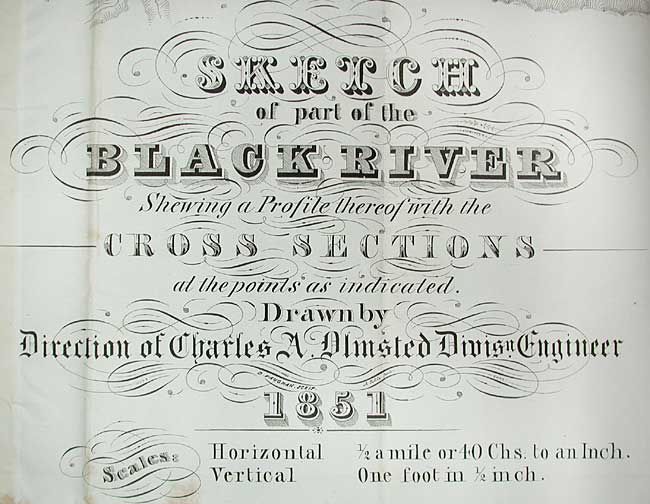 SKETCH
of part of the
BLACK RIVER
Shewing a Profile thereof with the
CROSS SECTIONS
at the points as indicated.
Drawn by
Direction of Charles A. Olmsted Divisn. Engineer
1851
Scales:
Horizontal ½ a mile or 40 Chs. to an Inch.
Vertical One foot in ½ inch.